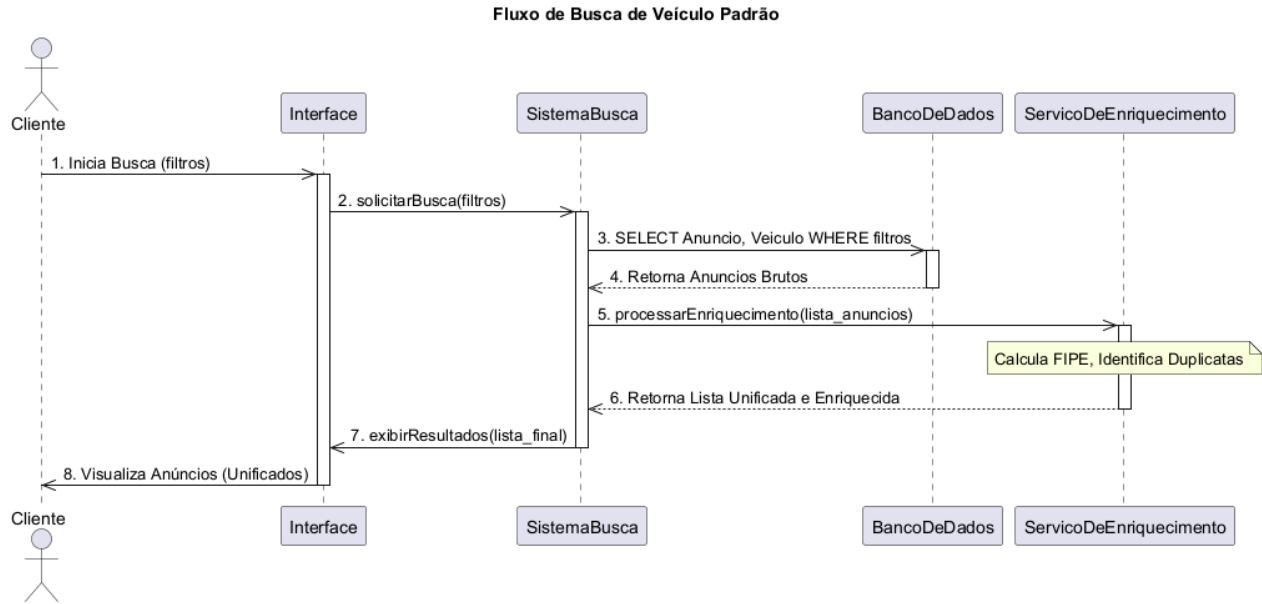 Fluxo de Busca de Veículo Padrão
Cliente
Interface
SistemaBusca
BancoDeDados
ServicoDeEnriquecimento
1. Inicia Busca (filtros)
2. solicitarBusca(filtros)
3. SELECT Anuncio, Veiculo WHERE filtros
4. Retorna Anuncios Brutos
5. processarEnriquecimento(lista_anuncios)
Calcula FIPE, Identifica Duplicatas
6. Retorna Lista Unificada e Enriquecida
7. exibirResultados(lista_final)
8. Visualiza Anúncios (Unificados)
Cliente
Interface
SistemaBusca
BancoDeDados
ServicoDeEnriquecimento